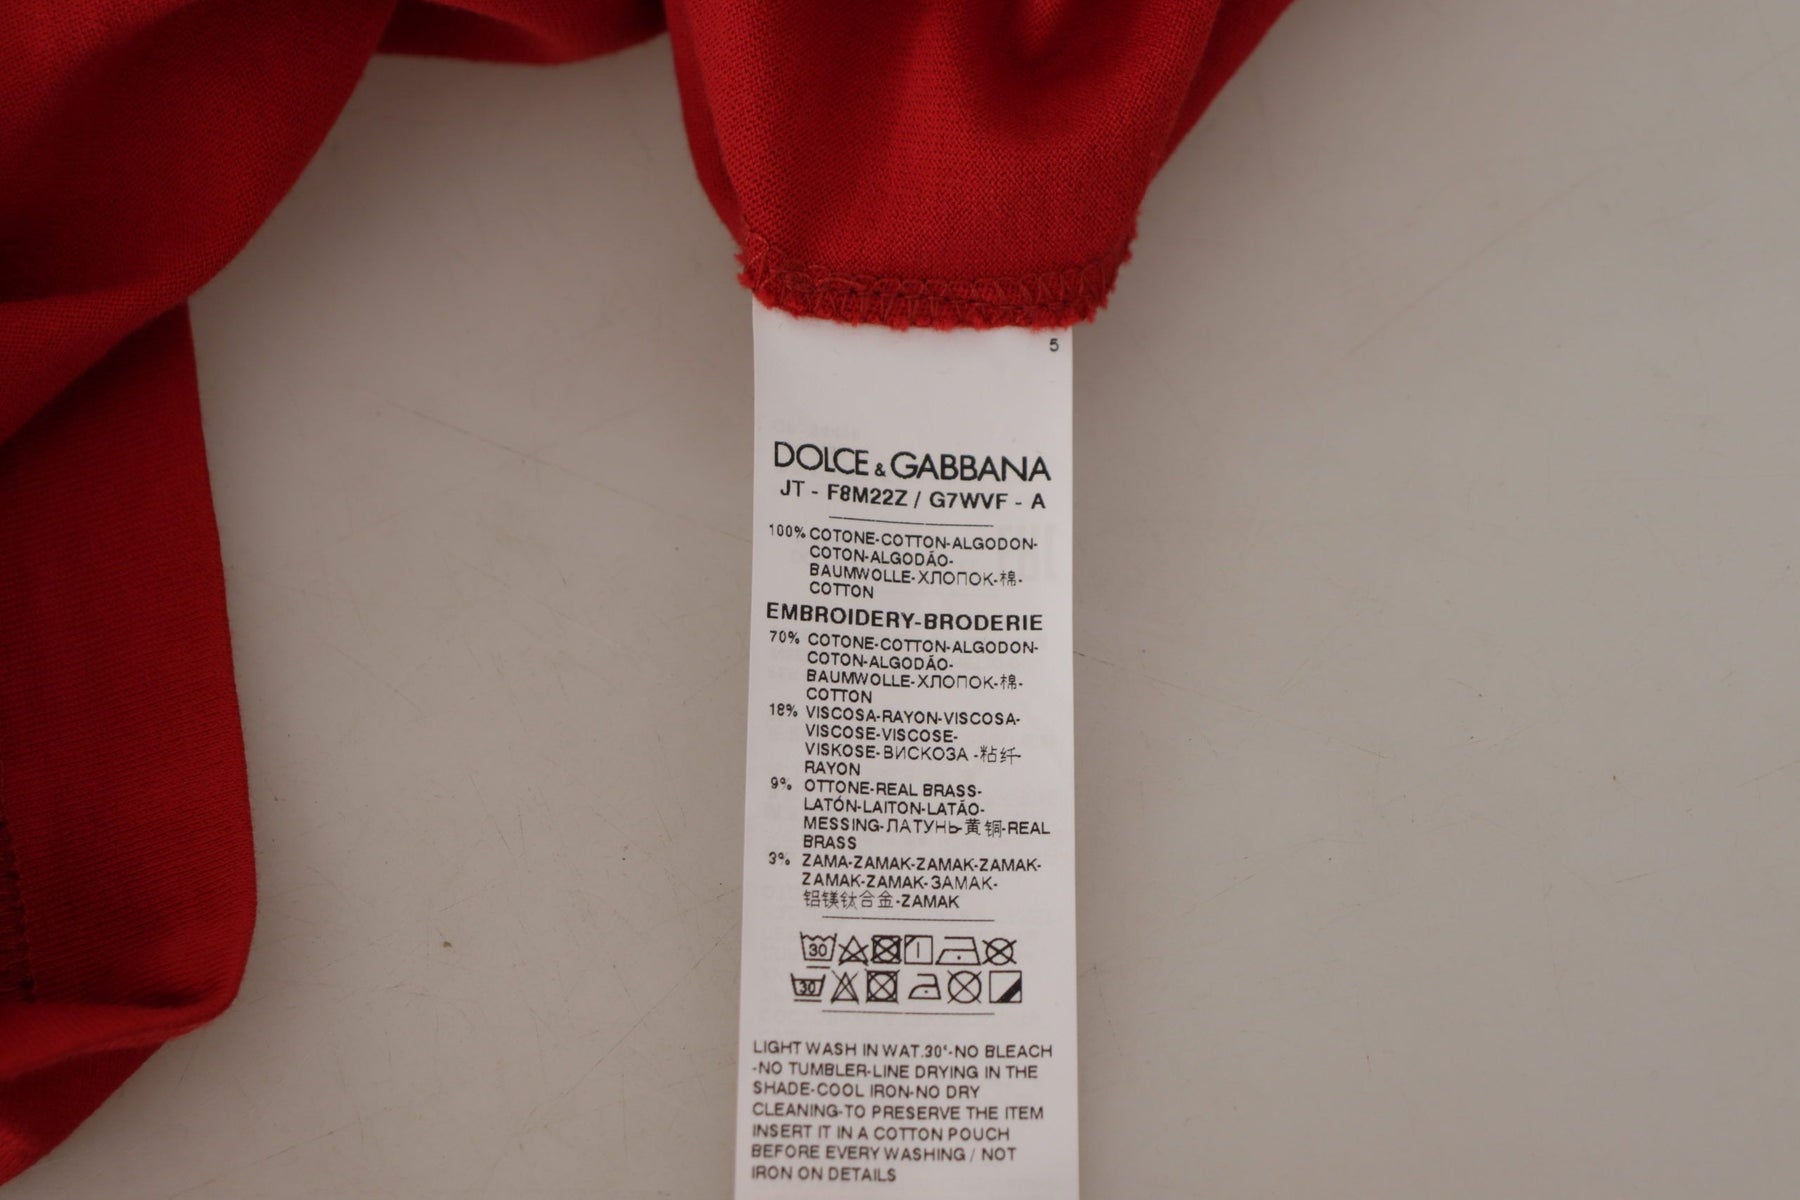 5
DOLCE & GABBANA
JT - F8M22Z / G7WVF - A
100% COTONE-COTTON-ALGODON-
COTON-ALGODÃO-
BAUMWOLLE-ХЛОПОК-棉-
COTTON
EMBROIDERY-BRODERIE
70% COTONE-COTTON-ALGODON-
COTON-ALGODÃO-
BAUMWOLLE-ХЛОПОК-棉-
COTTON
18% VISCOSA-RAYON-VISCOSA-
VISCOSE-VISCOSE-
VISKOSE-ВИСКОЗА -粘纤-
RAYON
9% OTTONE-REAL BRASS-
LATÓN-LAITON-LATÃO-
MESSING-ЛАТУНЬ-黄铜-REAL
BRASS
3% ZAMA-ZAMAK-ZAMAK-ZAMAK-
ZAMAK-ZAMAK-ЗАМАК-
铝镁钛合金-ZAMAK
30
30
LIGHT WASH IN WAT.30°-NO BLEACH
-NO TUMBLER-LINE DRYING IN THE
SHADE-COOL IRON-NO DRY
CLEANING-TO PRESERVE THE ITEM
INSERT IT IN A COTTON POUCH
BEFORE EVERY WASHING / NOT
IRON ON DETAILS